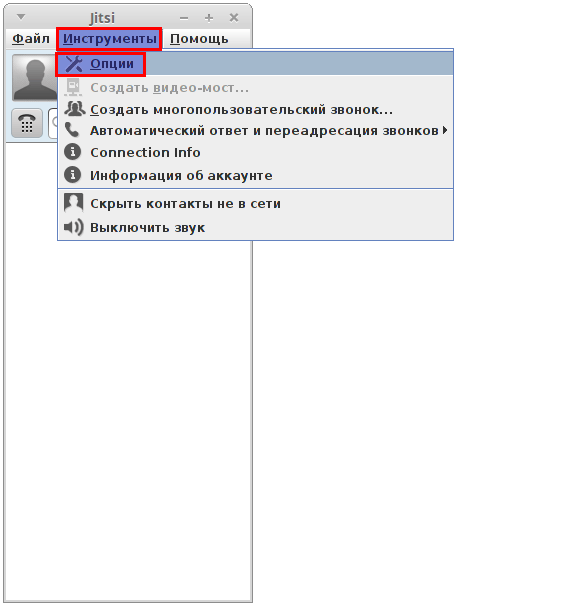 Jitsi
Файл Инструменты Помощь
Опции
Создать видео-мост...
Создать многопользовательский звонок...
Автоматический ответ и переадресация звонков
Connection Info
Информация об аккаунте
Скрыть контакты не в сети
Выключить звук